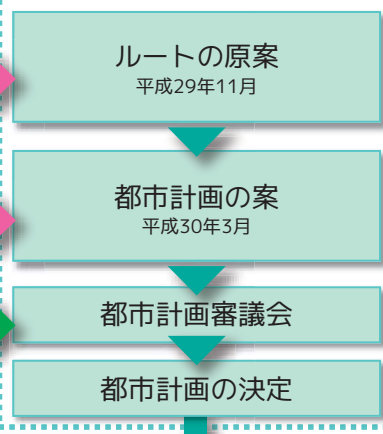 ルートの原案
平成29年11月
都市計画の案
平成30年3月
都市計画審議会
都市計画の決定